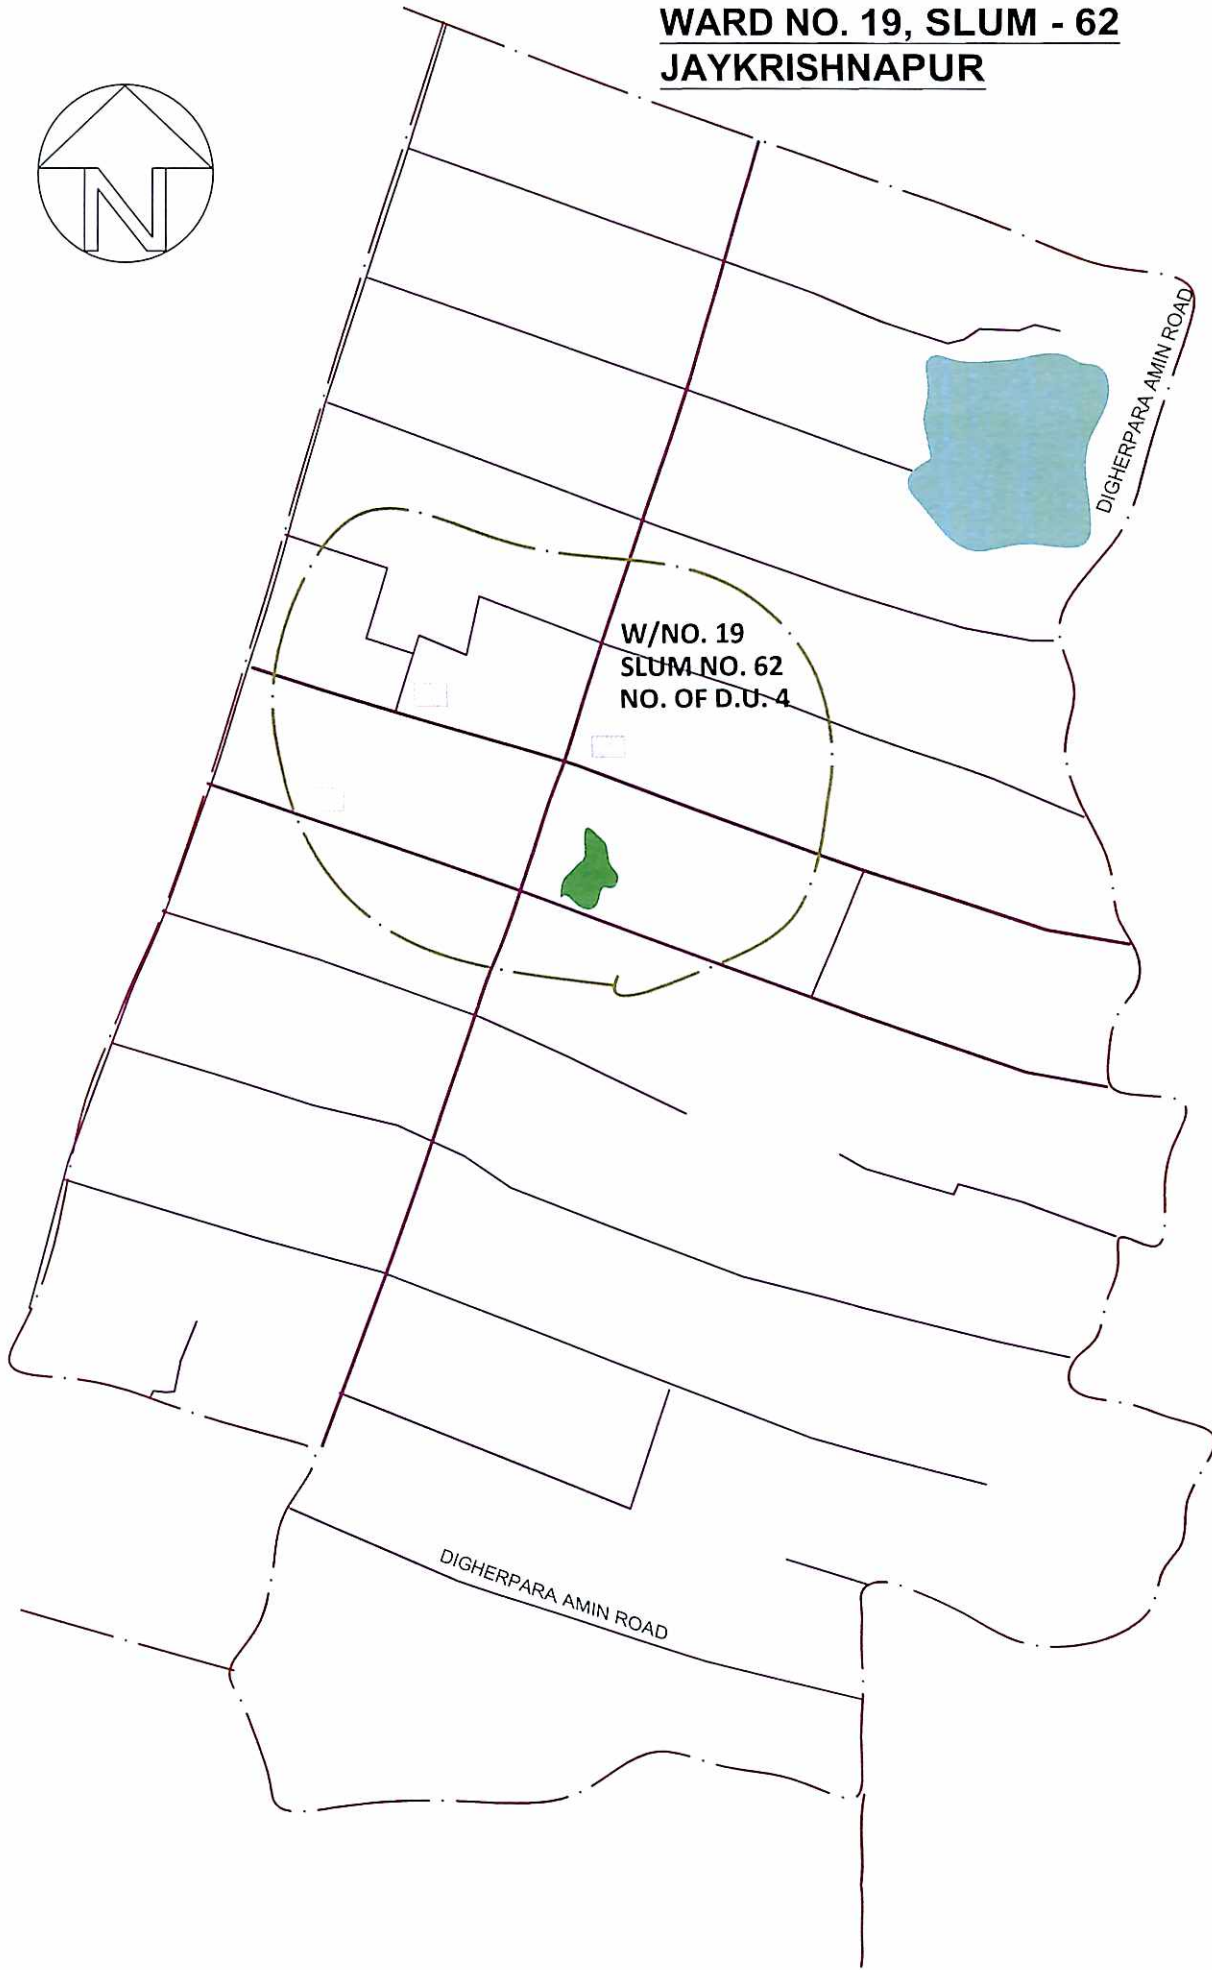 WARD NO. 19, SLUM - 62
JAYKRISHNAPUR
N
DIGHERPARA AMIN ROAD
W/NO. 19
SLUM NO. 62
NO. OF D.U. 4
DIGHERPARA AMIN ROAD